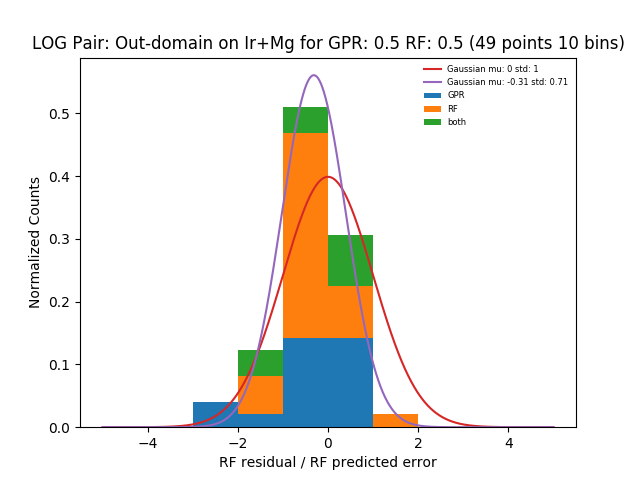 LOG Pair: Out-domain on Ir+Mg for GPR: 0.5 RF: 0.5 (49 points 10 bins)
Gaussian mu: 0 std: 1
Gaussian mu: -0.31 std: 0.71
GPR
RF
both
Normalized Counts
0.5
0.4
0.3
0.2
0.1
0.0
−4 −2 0 2 4
RF residual / RF predicted error